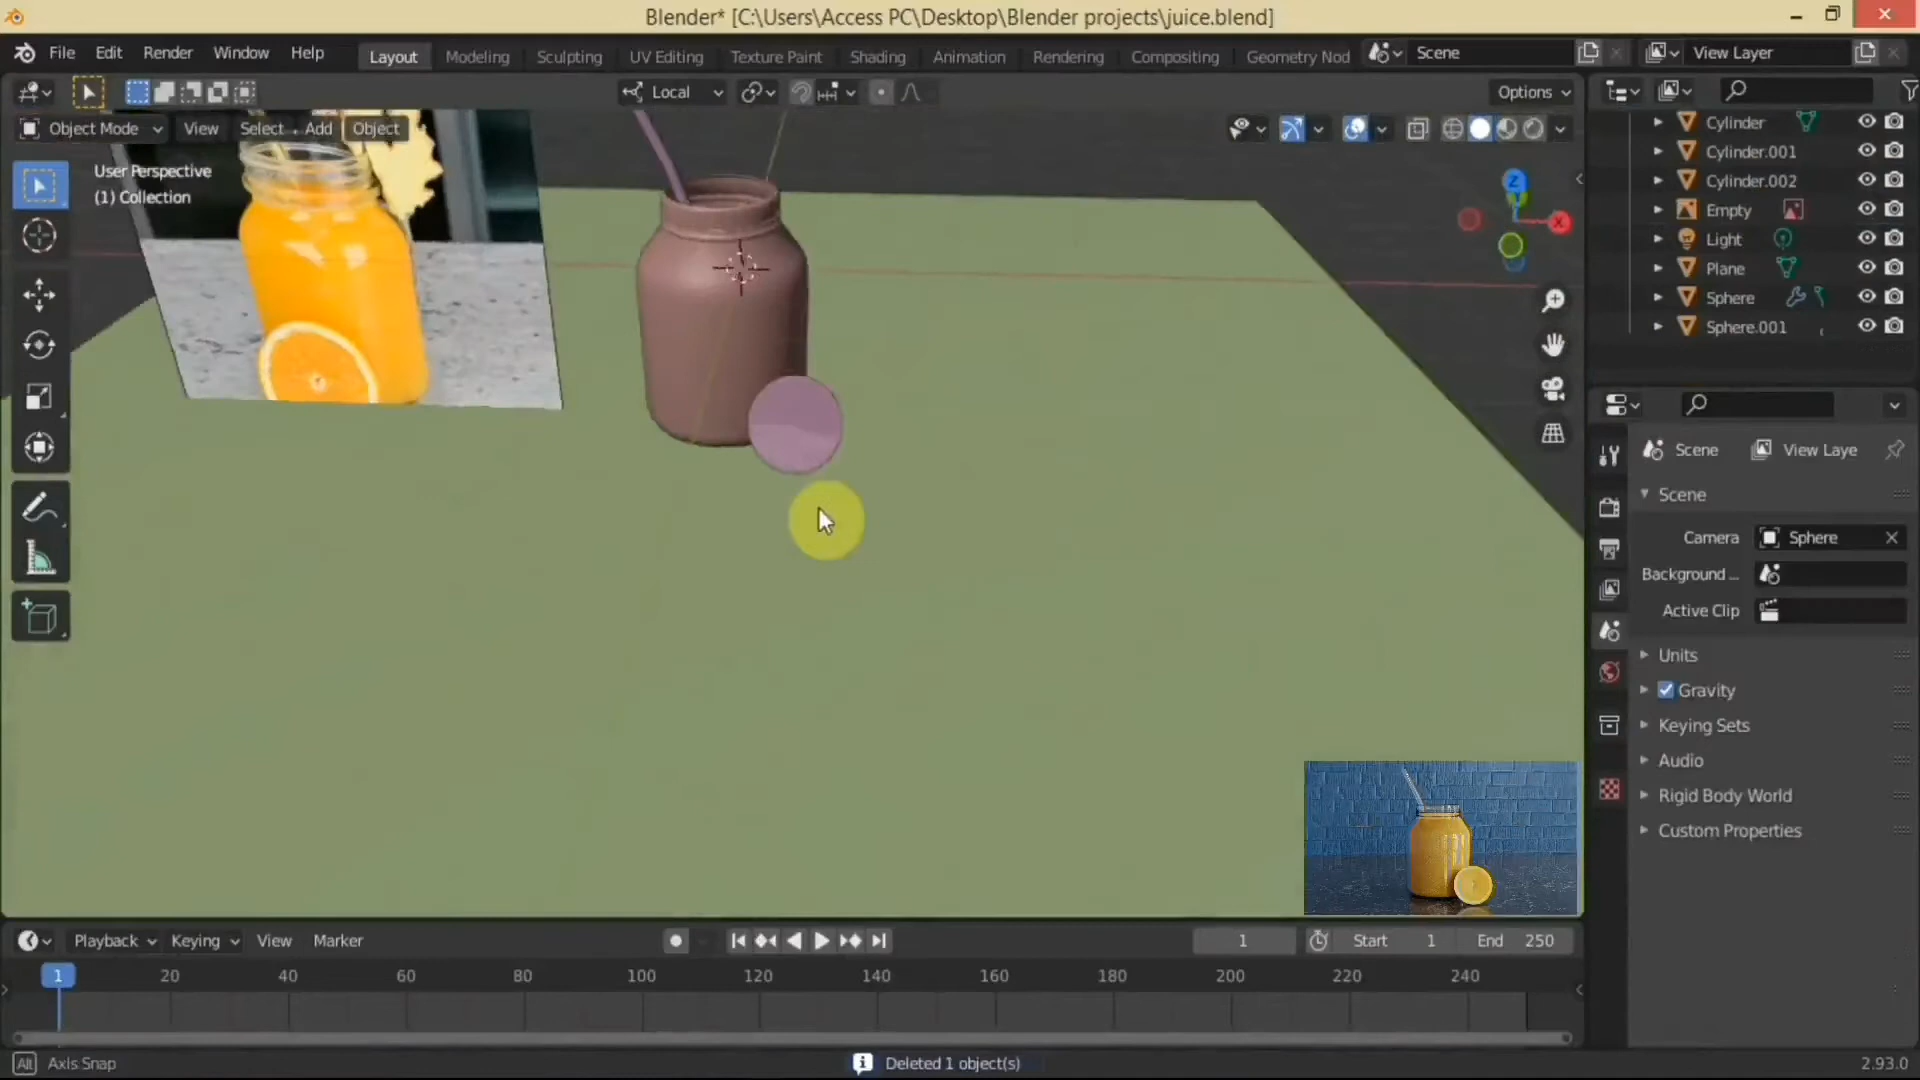 Blender* [C:\Users\Access PC\Desktop\Blender projects\juice.blend]
File Edit Render Window Help Layout Modeling Sculpting UV Editing Texture Paint Shading Animation Rendering Compositing Geometry Nod Scene View Layer
Local Options
Object Mode View Select Add Object
User Perspective
(1) Collection
Z
X
Cylinder
Cylinder.001
Cylinder.002
Empty
Light
Plane
Sphere
Sphere.001
Scene View Laye
Scene
Camera Sphere
Background ...
Active Clip
Units
Gravity
Keying Sets
Audio
Rigid Body World
Custom Properties
Playback Keying View Marker 1 Start 1 End 250
1 20 40 60 80 100 120 140 160 180 200 220 240
Alt Axis Snap Deleted 1 object(s) 2.93.0